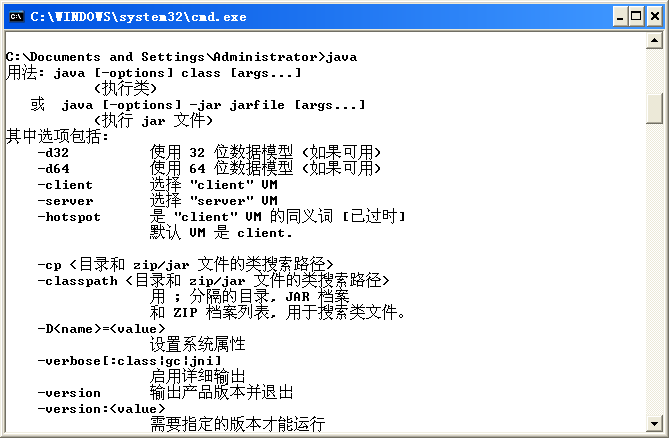 C:\WINDOWS\system32\cmd.exe
C:\Documents and Settings\Administrator>java
用法: java [-options] class [args...]
(执行类)
或 java [-options] -jar jarfile [args...]
(执行 jar 文件)
其中选项包括:
-d32 使用 32 位数据模型 (如果可用)
-d64 使用 64 位数据模型 (如果可用)
-client 选择 "client" VM
-server 选择 "server" VM
-hotspot 是 "client" VM 的同义词 [已过时]
默认 VM 是 client.
-cp <目录和 zip/jar 文件的类搜索路径>
-classpath <目录和 zip/jar 文件的类搜索路径>
用 ; 分隔的目录, JAR 档案
和 ZIP 档案列表, 用于搜索类文件。
-D<name>=<value>
设置系统属性
-verbose[:class|gc|jni]
启用详细输出
-version 输出产品版本并退出
-version:<value>
需要指定的版本才能运行